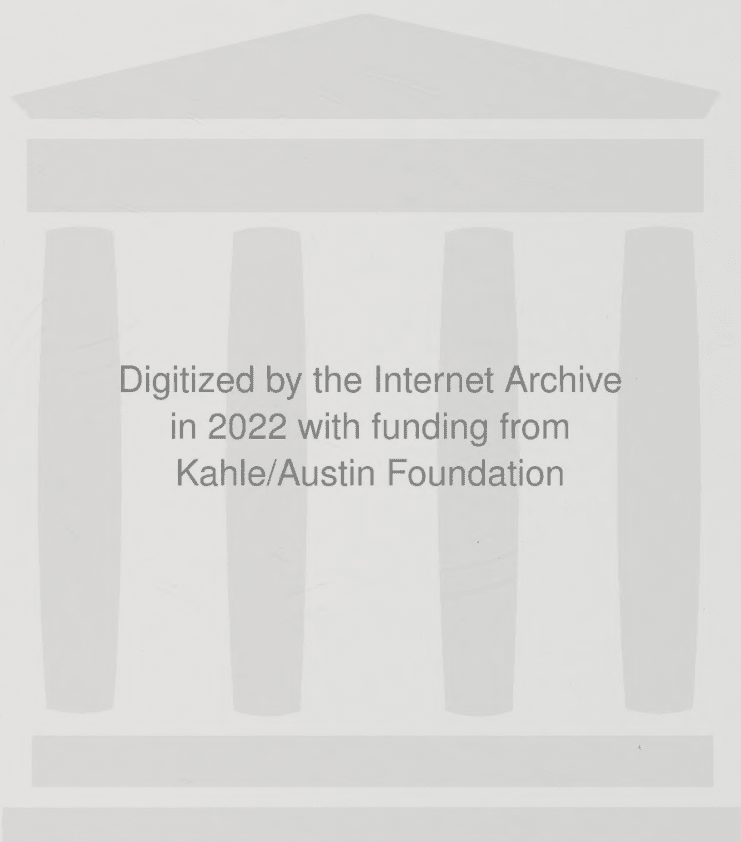 Digitized by the Internet Archive
in 2022 with funding from
Kahle/Austin Foundation